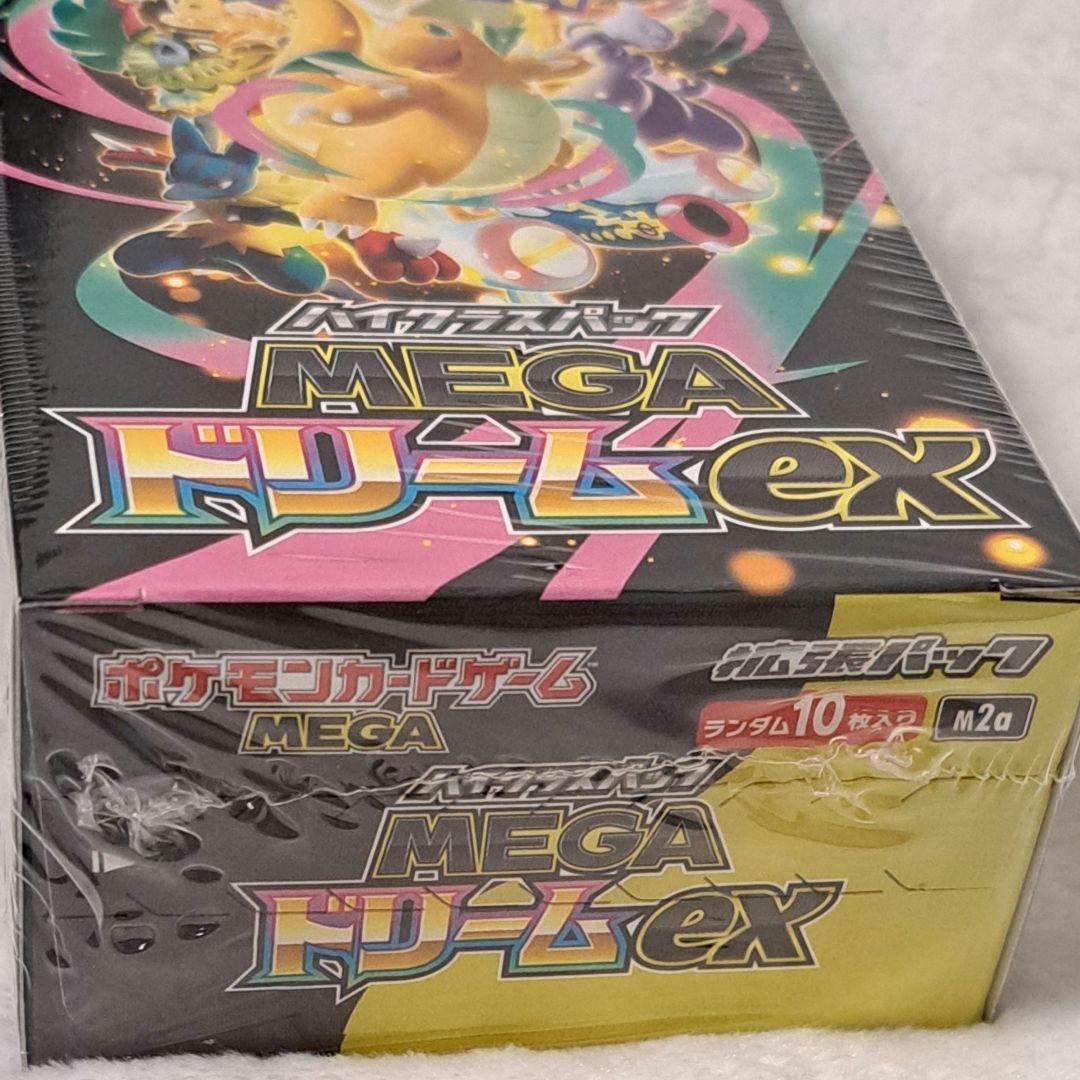 ハイクラスパック
MEGA
ドリームex
ポケモンカードゲーム
MEGA
拡張パック
ランダム10枚入り
M2a
ハイクラスパック
MEGA
ドリームex